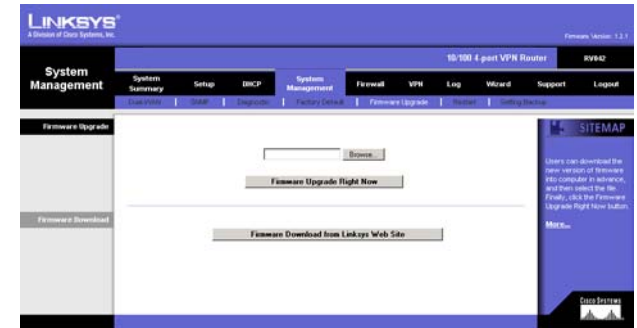 LINKSYS®
A Division of Cisco Systems, Inc.
Firmware Version: 1.2.1
10/100 4-port VPN Router
RV042
System Management
System Summary
Setup
DHCP
System Management
Firewall
VPN
Log
Wizard
Support
Logout
Dual-WAN
SNMP
Diagnostic
Factory Default
Firmware Upgrade
Restart
Setting Backup
Firmware Upgrade
Browse...
Firmware Upgrade Right Now
Firmware Download
Firmware Download from Linksys Web Site
SITEMAP
Users can download the
new version of firmware
into computer in advance,
and then select the file.
Finally, click the Firmware
Upgrade Right Now button.
More...
CISCO SYSTEMS